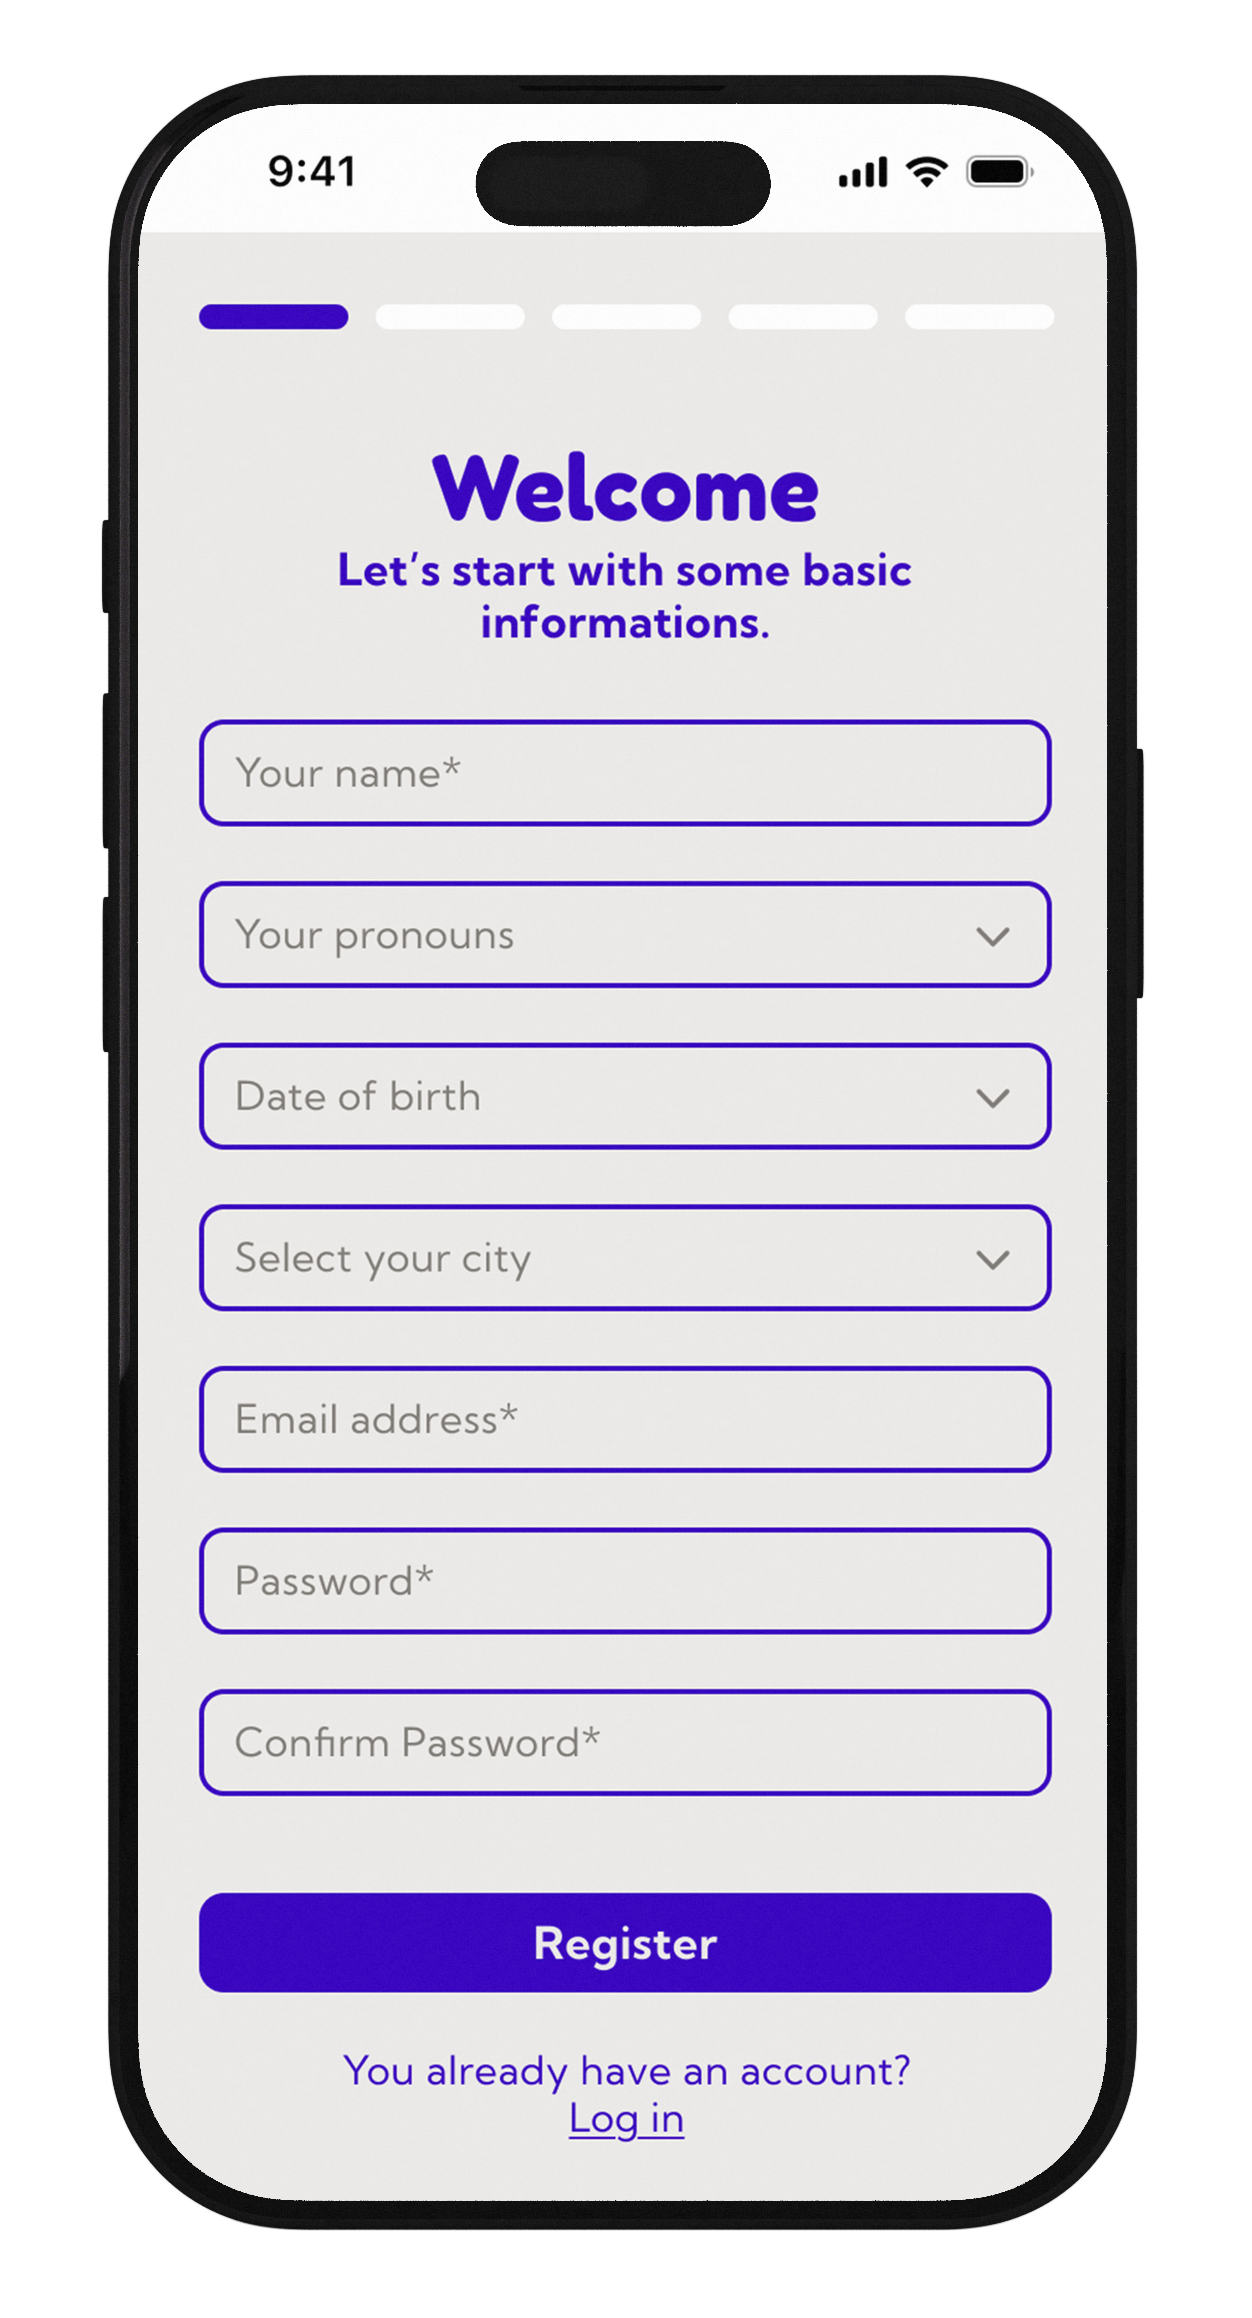 9:41
Welcome
Let’s start with some basic
informations.
Your name*
Your pronouns
Date of birth
Select your city
Email address*
Password*
Confirm Password*
Register
You already have an account?
Log in